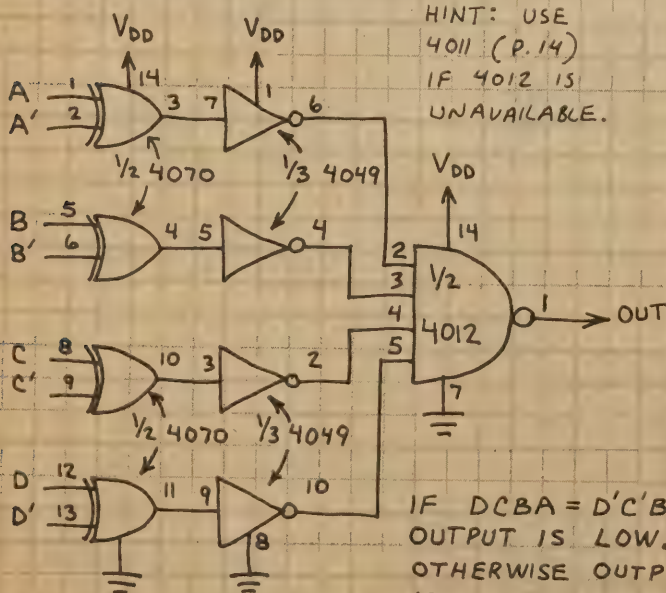 HINT: USE
4011 (P.14)
IF 4012 IS
UNAVAILABLE.
VDD
VDD
14
1
A 1
A' 2
3 7
6
1/2 4070
1/3 4049
VDD
14
B 5
B' 6
4 5
4
2
3
4
5
1/2
4012
1
OUT
7
C 8
C' 9
10 3
2
1/2 4070
1/3 4049
D 12
D' 13
11 9
10
8
IF DCBA = D'C'B
OUTPUT IS LOW.
OTHERWISE OUTP